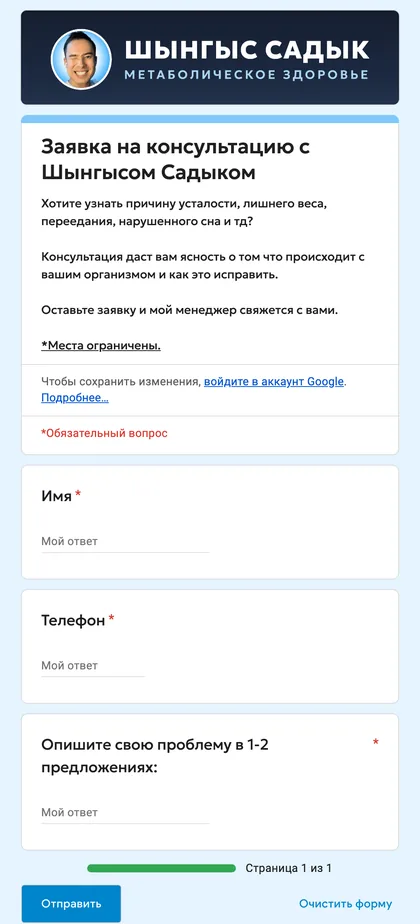 ШЫНГЫС САДЫК
МЕТАБОЛИЧЕСКОЕ ЗДОРОВЬЕ
Заявка на консультацию с
Шынгысом Садыком
Хотите узнать причину усталости, лишнего веса,
переедания, нарушенного сна и тд?
Консультация даст вам ясность о том что происходит с
вашим организмом и как это исправить.
Оставьте заявку и мой менеджер свяжется с вами.
*Места ограничены.
Чтобы сохранить изменения, войдите в аккаунт Google.
Подробнее…
*Обязательный вопрос
Имя *
Мой ответ
Телефон *
Мой ответ
Опишите свою проблему в 1-2 *
предложениях:
Мой ответ
Страница 1 из 1
Отправить Очистить форму